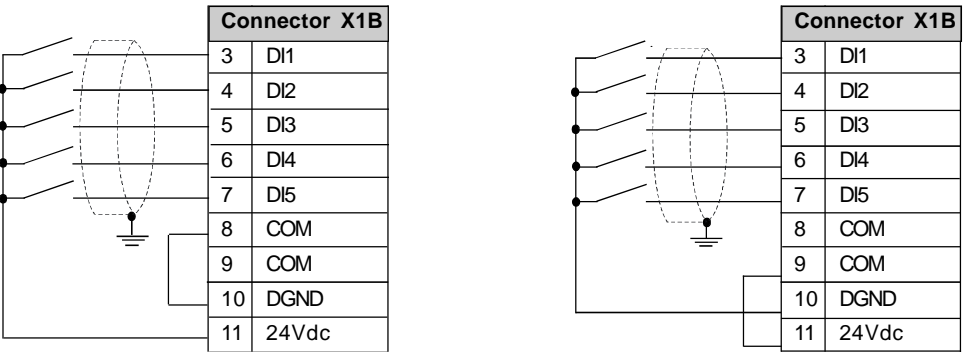 Connector X1B
3 DI1
4 DI2
5 DI3
6 DI4
7 DI5
8 COM
9 COM
10 DGND
11 24Vdc
Connector X1B
3 DI1
4 DI2
5 DI3
6 DI4
7 DI5
8 COM
9 COM
10 DGND
11 24Vdc